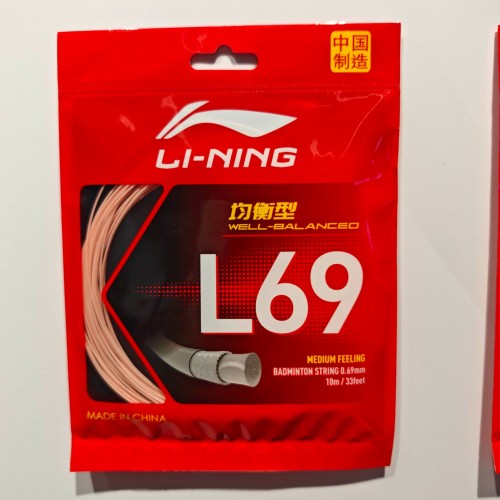 中国
制造
LI-NING
均衡型
WELL-BALANCED
L69
MEDIUM FEELING
BADMINTON STRING 0.69mm
10m / 33feet
MADE IN CHINA